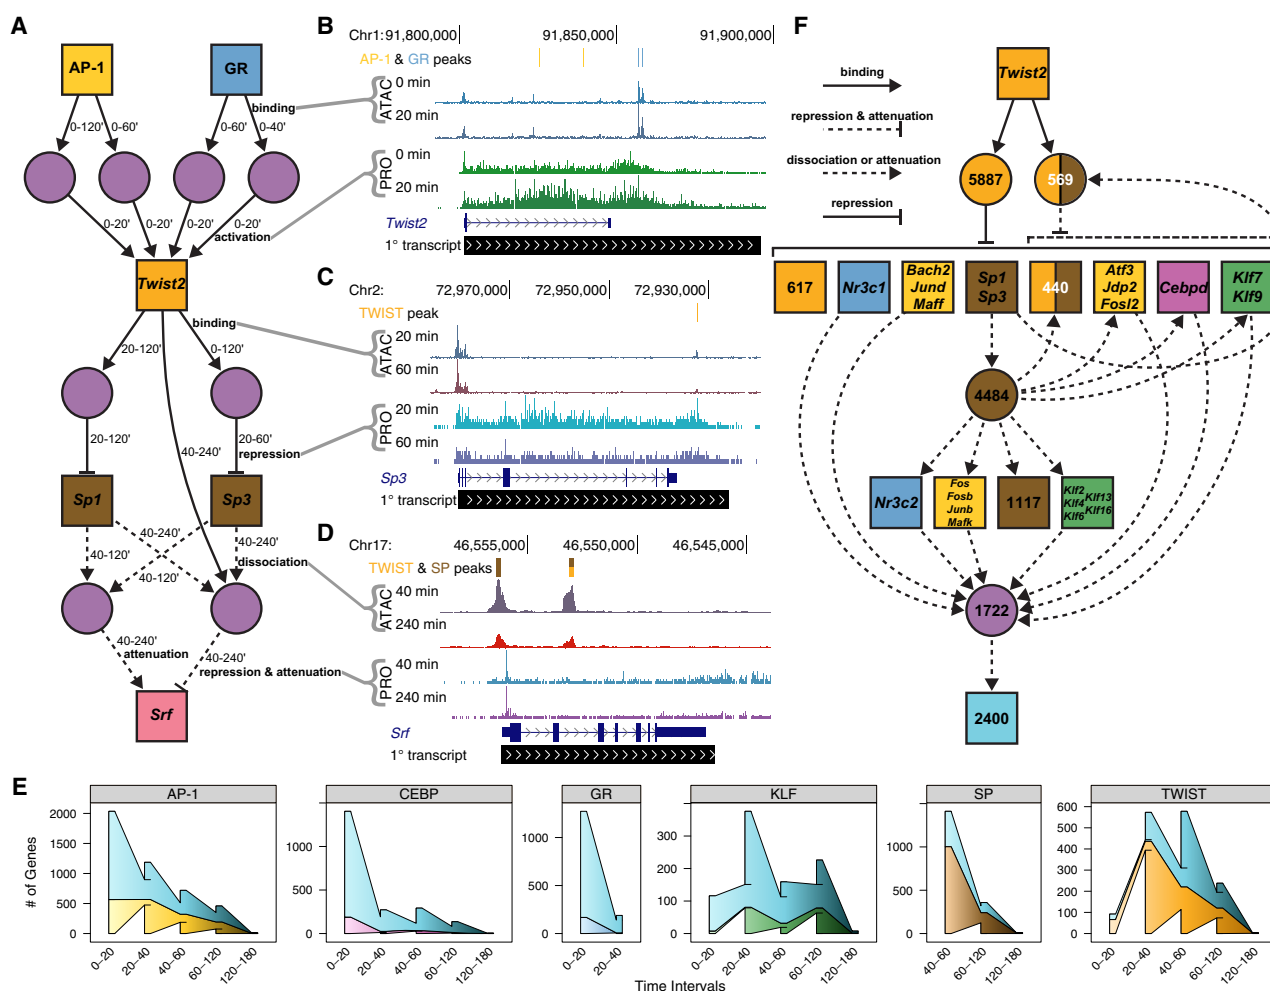 A
AP-1
GR
binding
0-120'
0-60'
0-60'
0-40'
0-20'
0-20'
0-20'
0-20'
activation
Twist2
binding
20-120'
0-120'
20-120'
40-240'
20-60'
repression
Sp1
Sp3
40-120'
40-120'
40-240'
dissociation
40-240'
attenuation
40-240'
repression & attenuation
Srf
B
Chr1:
91,800,000
91,850,000
91,900,000
AP-1 & GR peaks
ATAC
0 min
20 min
PRO
0 min
20 min
Twist2
1° transcript
C
Chr2:
72,970,000
72,950,000
72,930,000
TWIST peak
ATAC
20 min
60 min
PRO
20 min
60 min
Sp3
1° transcript
D
Chr17:
46,555,000
46,550,000
46,545,000
TWIST & SP peaks
ATAC
40 min
240 min
PRO
40 min
240 min
Srf
1° transcript
F
binding
repression & attenuation
dissociation or attenuation
repression
Twist2
5887
569
617
Nr3c1
Bach2
Jund
Maff
Sp1
Sp3
440
Atf3
Jdp2
Fosl2
Cebpd
Klf7
Klf9
4484
Nr3c2
Fos
Fosb
Junb
Mafk
1117
Klf2
Klf4
Klf6
Klf13
Klf16
1722
2400
E
# of Genes
AP-1
2000
1500
1000
500
0
0–20
20–40
40–60
60–120
120–180
CEBP
1000
500
0
0–20
20–40
40–60
60–120
120–180
GR
1000
500
0
0–20
20–40
KLF
300
200
100
0
0–20
20–40
40–60
60–120
120–180
SP
1000
500
0
40–60
60–120
120–180
TWIST
600
500
400
300
200
100
0
0–20
20–40
40–60
60–120
120–180
Time Intervals